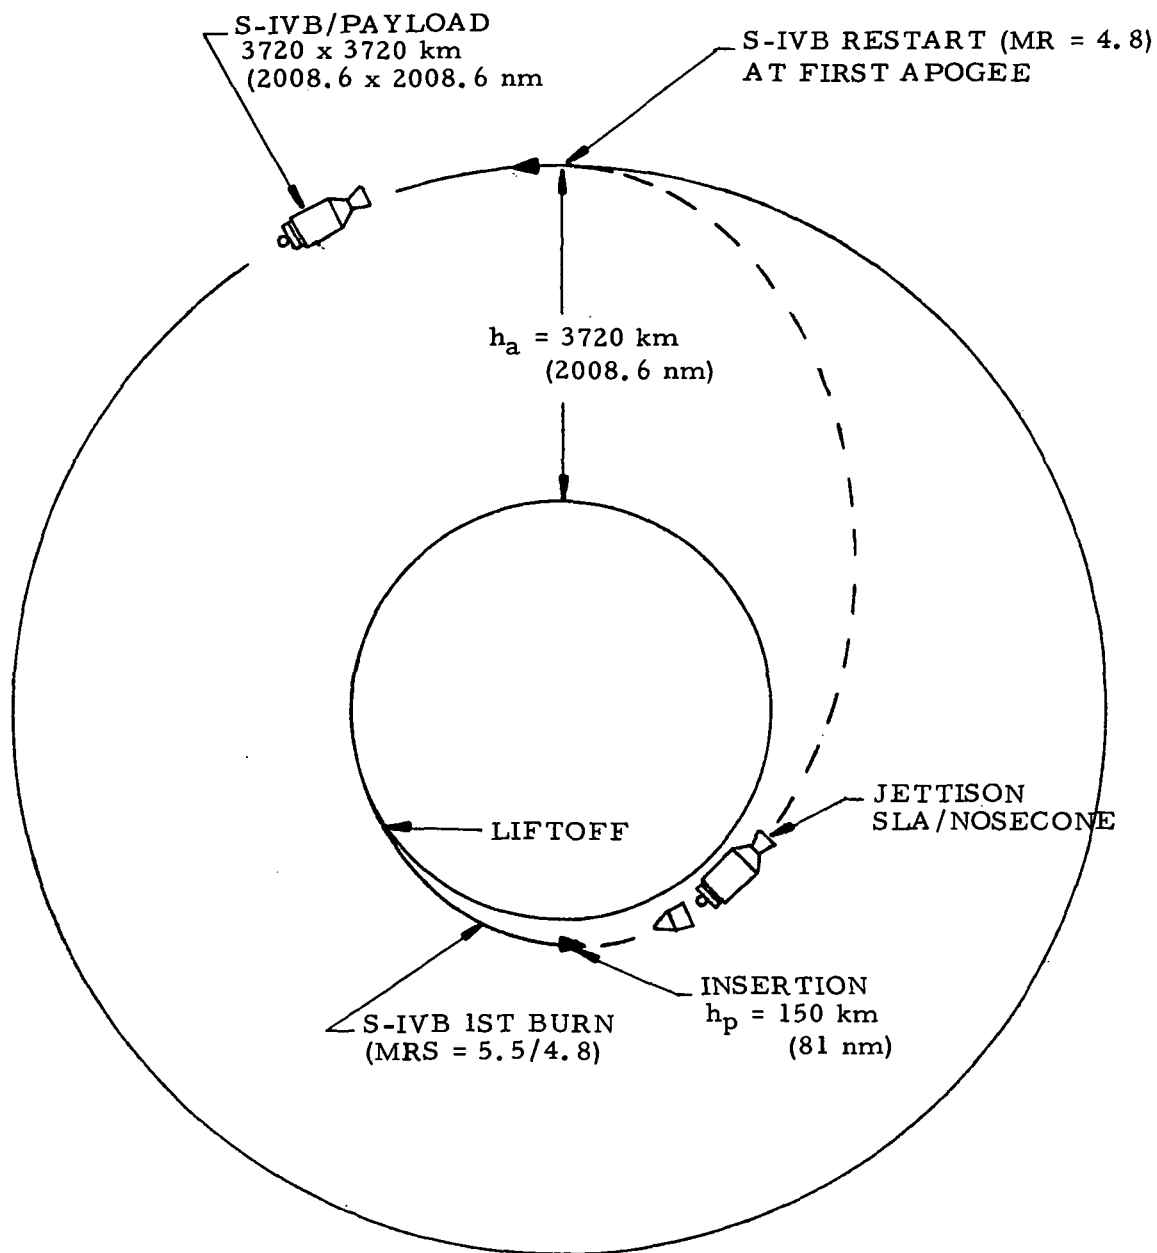 S-IVB/PAYLOAD
3720 x 3720 km
(2008.6 x 2008.6 nm
S-IVB RESTART (MR = 4.8)
AT FIRST APOGEE
hₐ = 3720 km
(2008.6 nm)
JETTISON
SLA/NOSECONE
LIFTOFF
INSERTION
hₚ = 150 km
(81 nm)
S-IVB 1ST BURN
(MRS = 5.5/4.8)